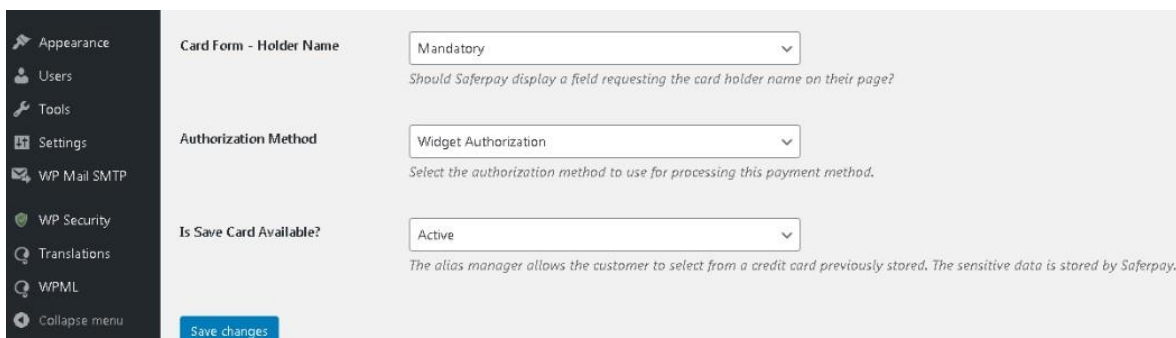 Appearance
Users
Tools
Settings
WP Mail SMTP
WP Security
Translations
WPML
Collapse menu
Card Form - Holder Name
Mandatory
Should Saferpay display a field requesting the card holder name on their page?
Authorization Method
Widget Authorization
Select the authorization method to use for processing this payment method.
Is Save Card Available?
Active
The alias manager allows the customer to select from a credit card previously stored. The sensitive data is stored by Saferpay.
Save changes